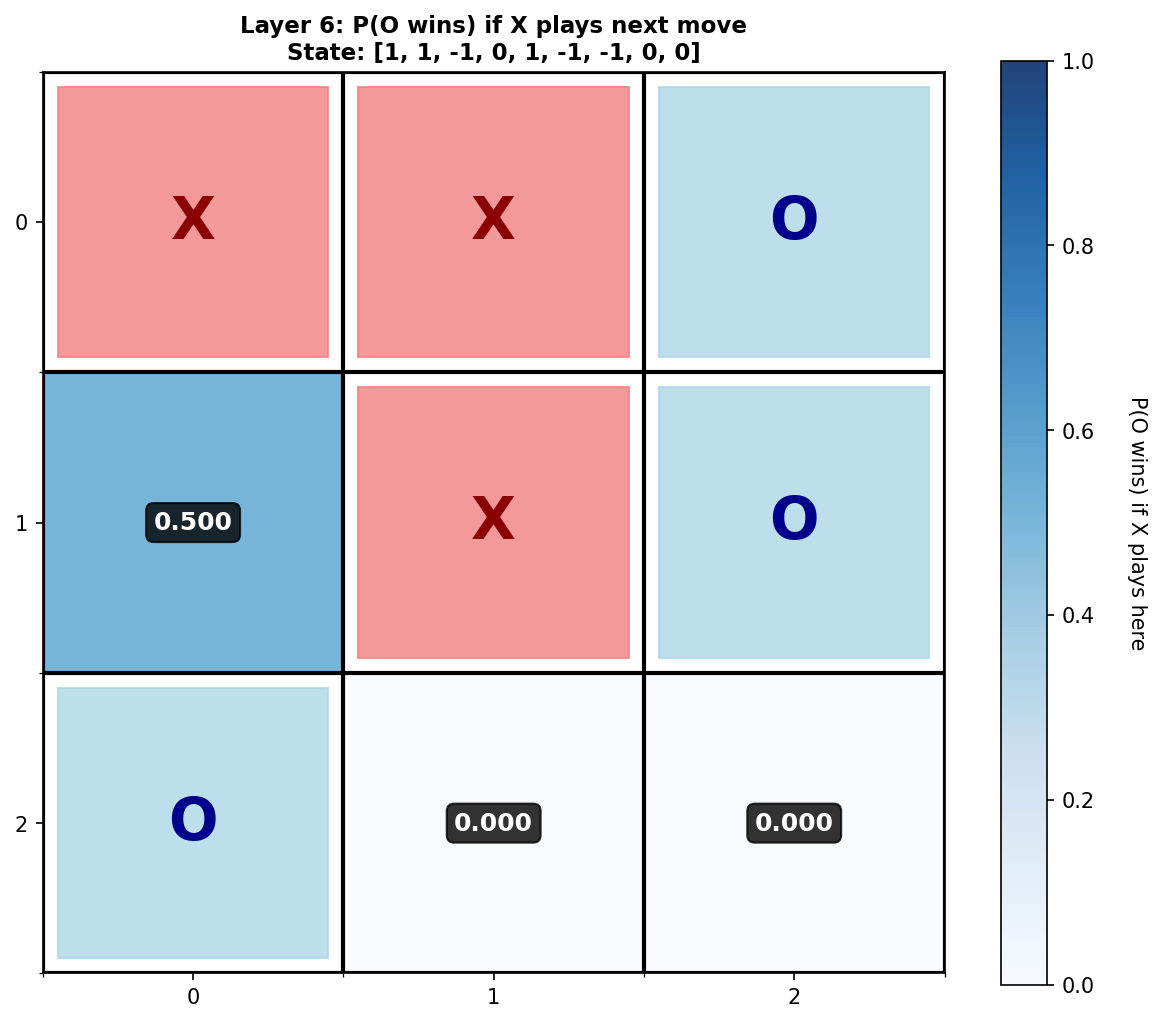 Layer 6: P(O wins) if X plays next move
State: [1, 1, -1, 0, 1, -1, -1, 0, 0]
0
X
X
O
1
0.500
X
O
2
O
0.000
0.000
0
1
2
1.0
0.8
0.6
0.4
0.2
0.0
P(O wins) if X plays here